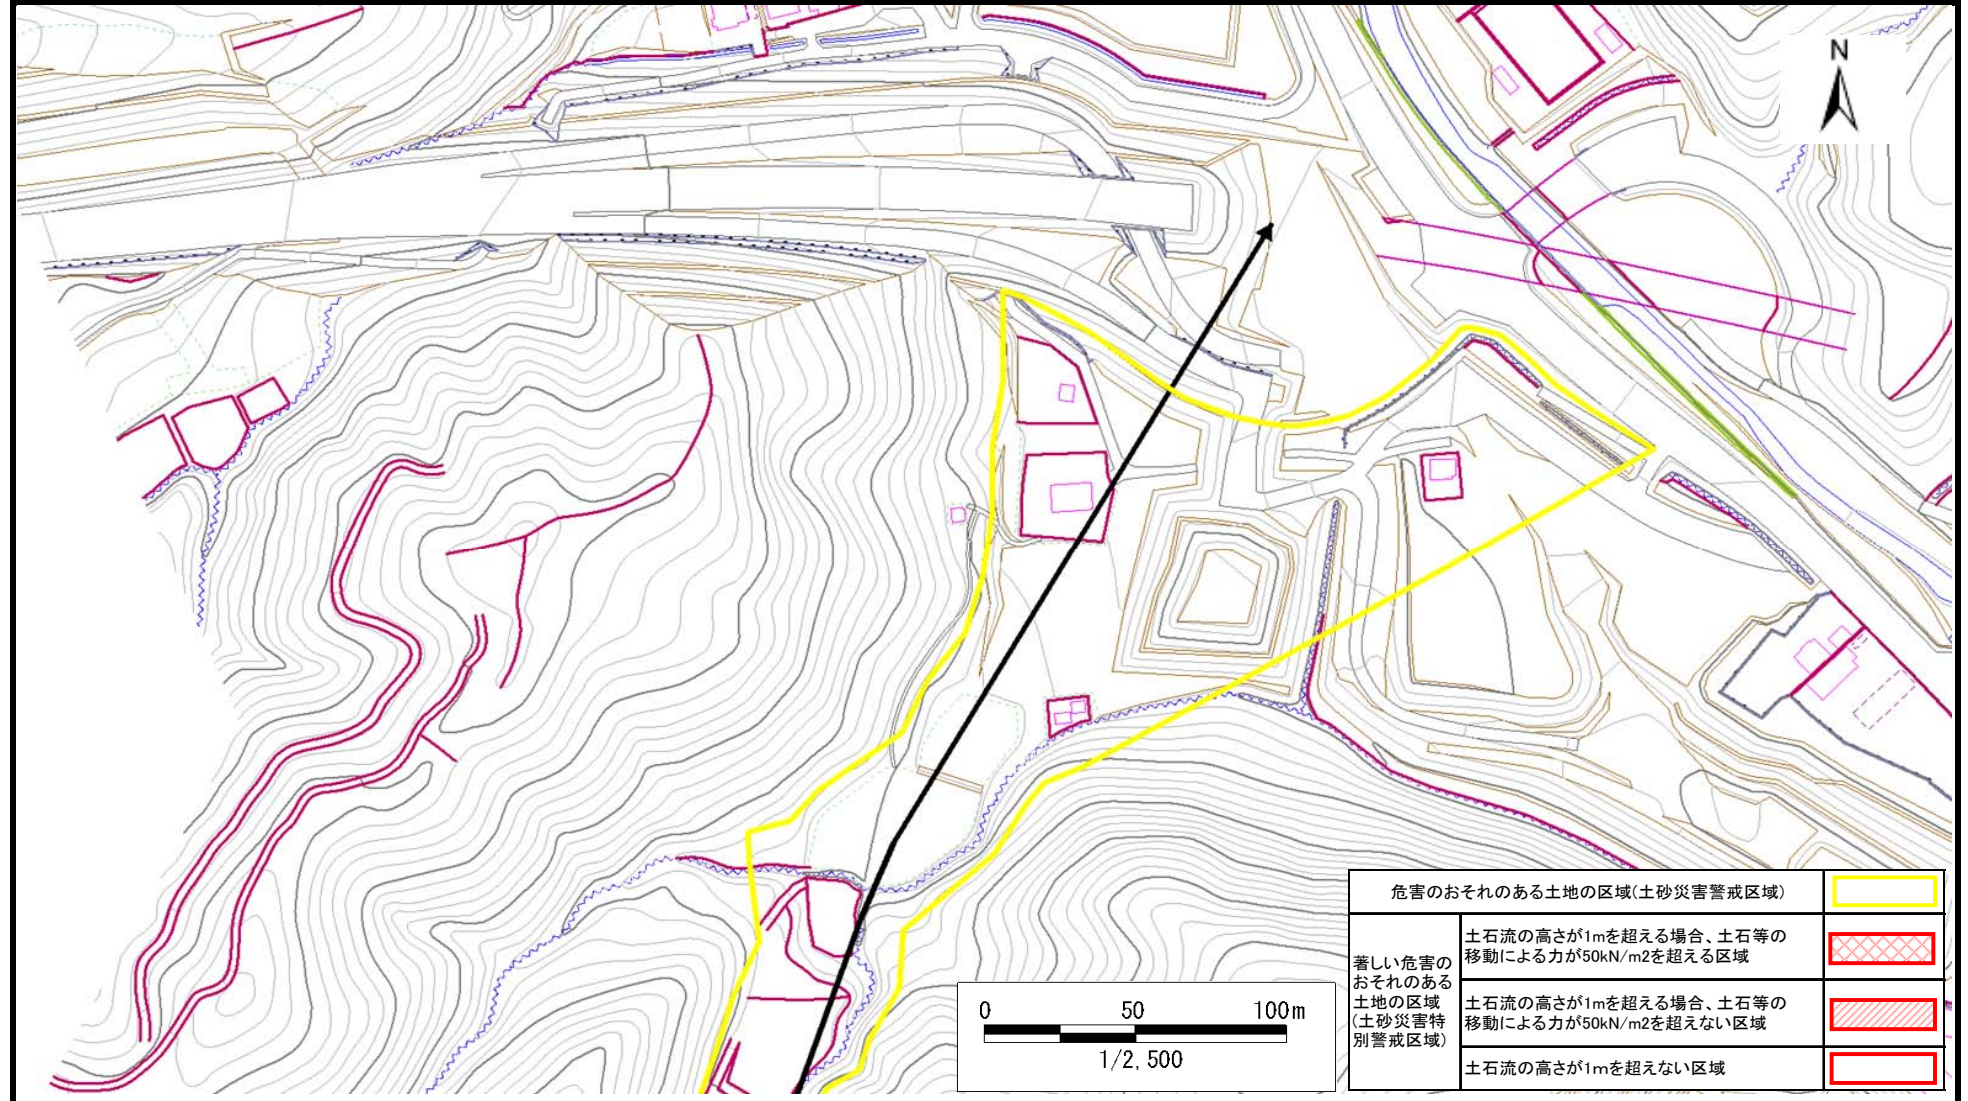 N
危害のおそれのある土地の区域(土砂災害警戒区域)
著しい危害の
おそれのある
土地の区域
(土砂災害特
別警戒区域)
土石流の高さが1mを超える場合、土石等の
移動による力が50kN/m2を超える区域
土石流の高さが1mを超える場合、土石等の
移動による力が50kN/m2を超えない区域
土石流の高さが1mを超えない区域
0 50 100m
1/2,500